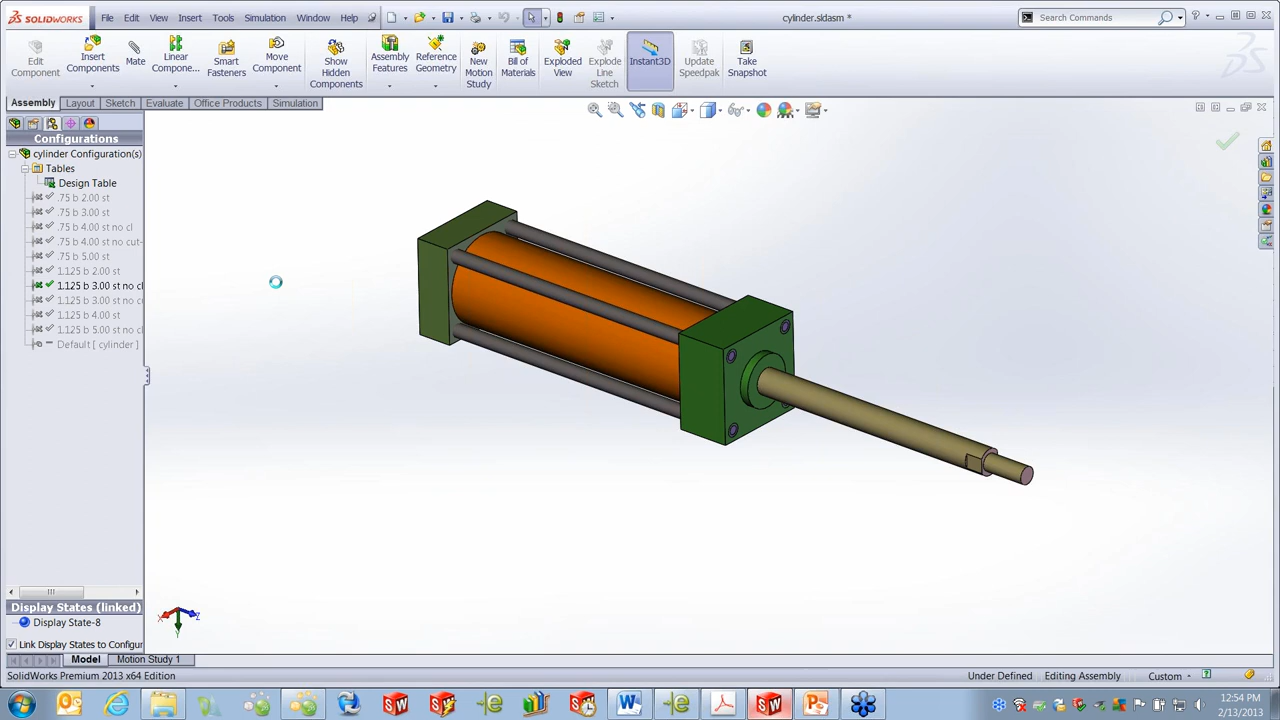 SOLIDWORKS File Edit View Insert Tools Simulation Window Help cylinder.sldasm * Search Commands
Edit Component
Insert Components
Mate
Linear Compone...
Smart Fasteners
Move Component
Show Hidden Components
Assembly Features
Reference Geometry
New Motion Study
Bill of Materials
Exploded View
Explode Line Sketch
Instant3D
Update Speedpak
Take Snapshot
Assembly Layout Sketch Evaluate Office Products Simulation
Configurations
cylinder Configuration(s)
Tables
Design Table
.75 b 2.00 st
.75 b 3.00 st
.75 b 4.00 st no cl
.75 b 4.00 st no cut-
.75 b 5.00 st
1.125 b 2.00 st
1.125 b 3.00 st no cl
1.125 b 3.00 st no c
1.125 b 4.00 st
1.125 b 5.00 st no c
Default [ cylinder ]
Display States (linked)
Display State-8
Link Display States to Configur
X Y Z
Model Motion Study 1
SolidWorks Premium 2013 x64 Edition Under Defined Editing Assembly Custom
12:54 PM
2/13/2013